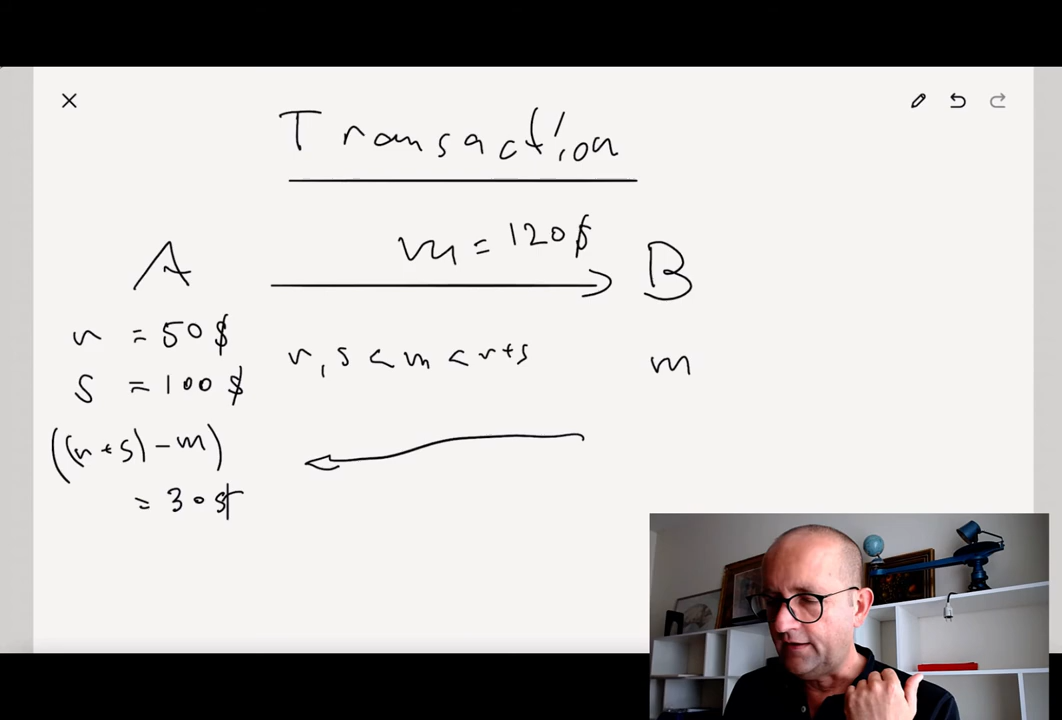 Transaction
m = 120$
A B
r = 50$
r, s < m < r+s
m
s = 100$
((r+s) - m)
= 30$